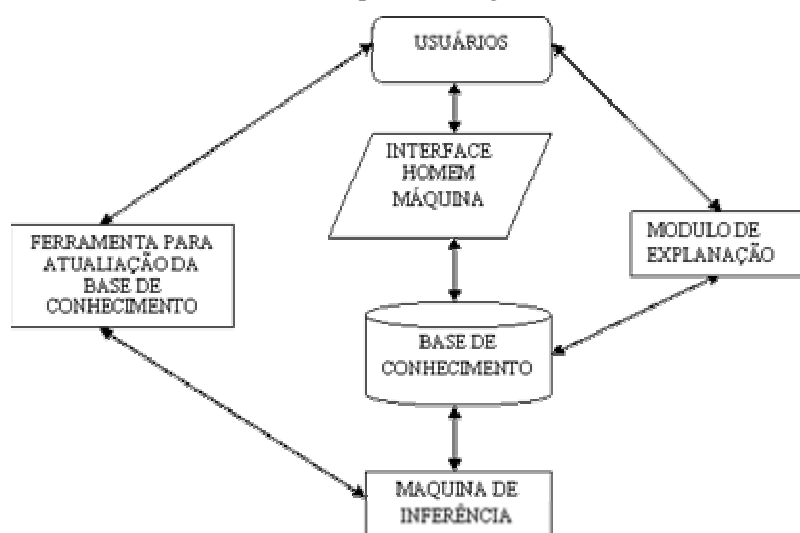 USUÁRIOS
INTERFACE
HOMEM
MÁQUINA
FERRAMENTA PARA
ATUALIAÇÃO DA
BASE DE
CONHECIMENTO
MODULO DE
EXPLANAÇÃO
BASE DE
CONHECIMENTO
MAQUINA DE
INFERÊNCIA